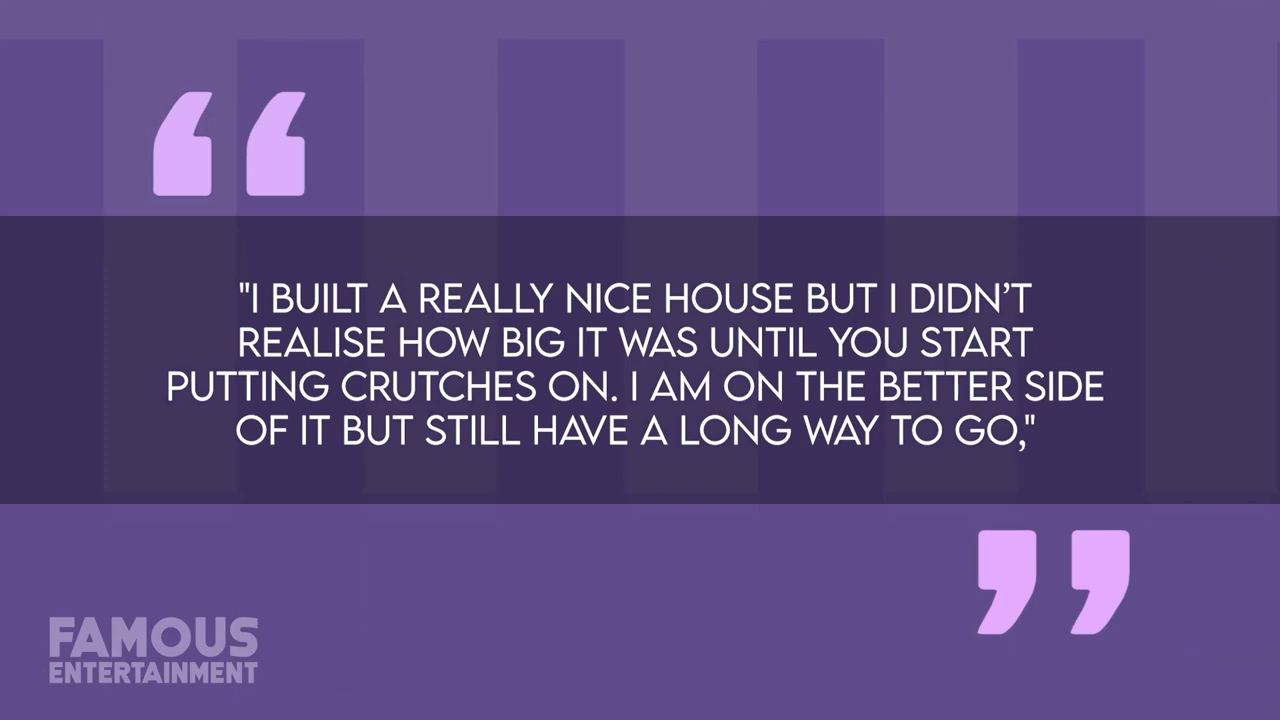 "I BUILT A REALLY NICE HOUSE BUT I DIDN’T
REALISE HOW BIG IT WAS UNTIL YOU START
PUTTING CRUTCHES ON. I AM ON THE BETTER SIDE
OF IT BUT STILL HAVE A LONG WAY TO GO,"
FAMOUS
ENTERTAINMENT